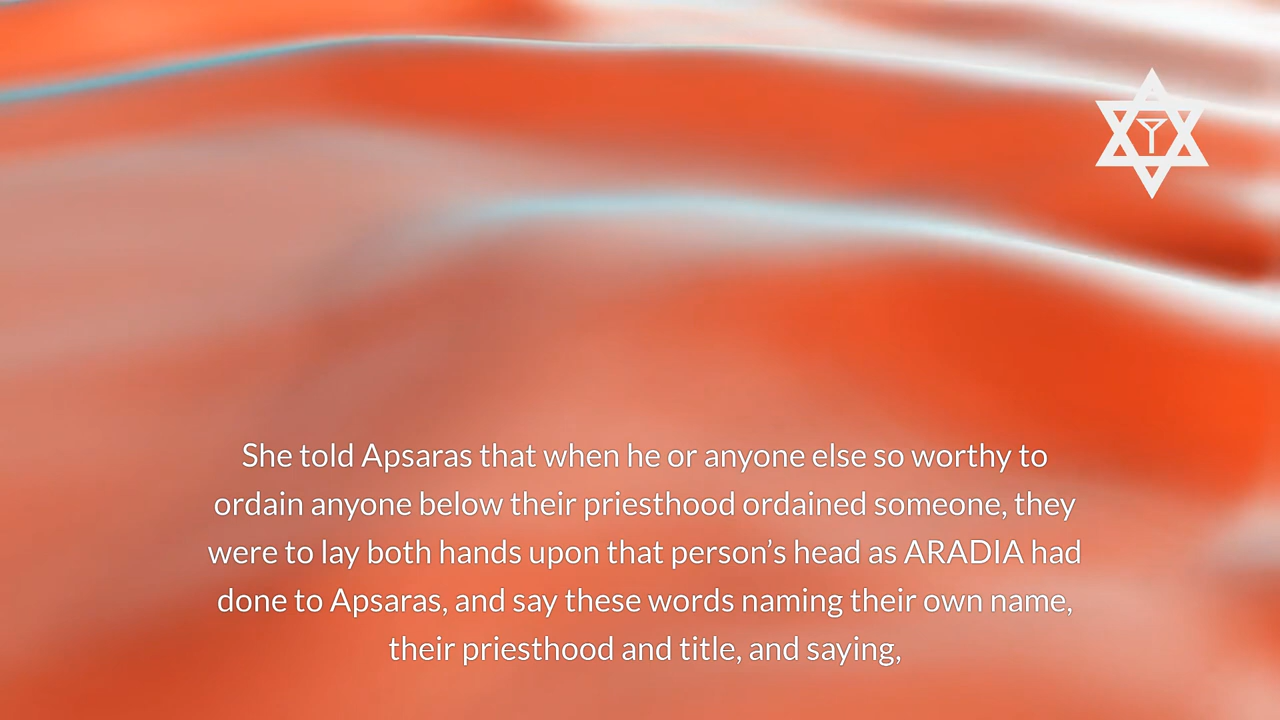 She told Apsaras that when he or anyone else so worthy to
ordain anyone below their priesthood ordained someone, they
were to lay both hands upon that person’s head as ARADIA had
done to Apsaras, and say these words naming their own name,
their priesthood and title, and saying,